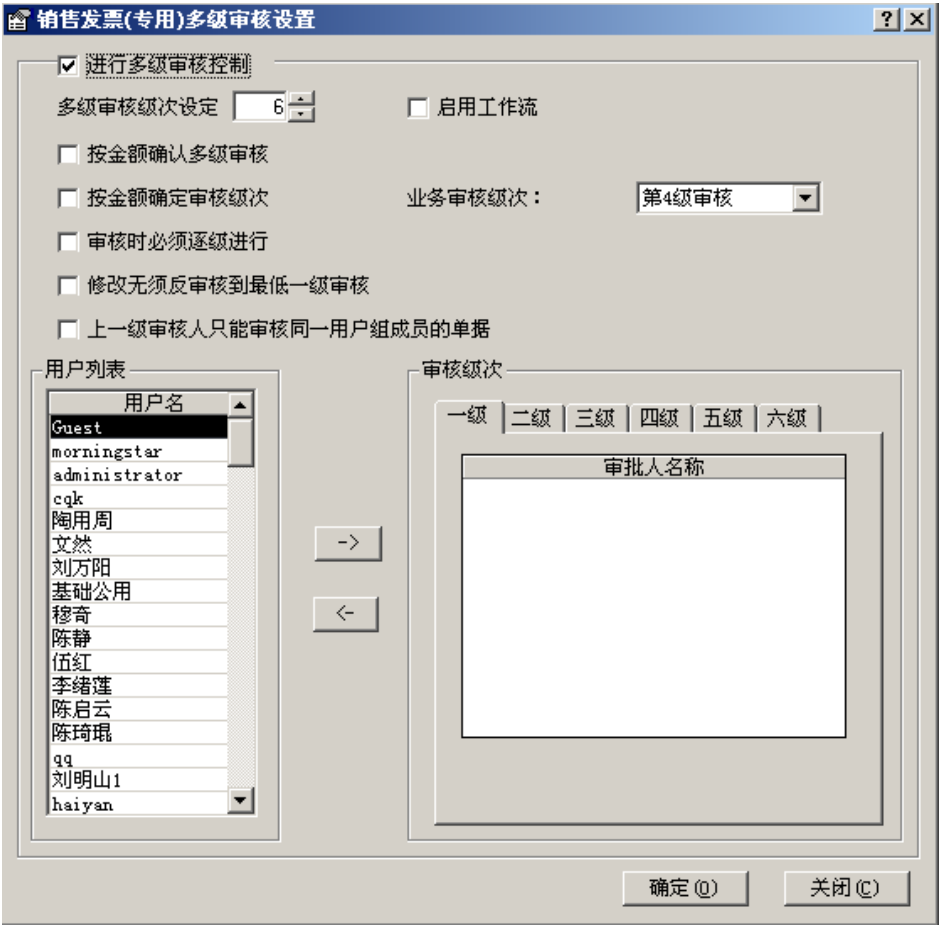 销售发票(专用)多级审核设置
进行多级审核控制
多级审核级次设定 6 启用工作流
按金额确认多级审核
按金额确定审核级次 业务审核级次： 第4级审核
审核时必须逐级进行
修改无须反审核到最低一级审核
上一级审核人只能审核同一用户组成员的单据
用户列表
用户名
Guest
morningstar
administrator
cqk
陶用周
文然
刘万阳
基础公用
穆奇
陈静
伍红
李绪莲
陈启云
陈琦琨
qq
刘明山1
haiyan
->
<-
审核级次
一级 二级 三级 四级 五级 六级
审批人名称
确定(O) 关闭(C)